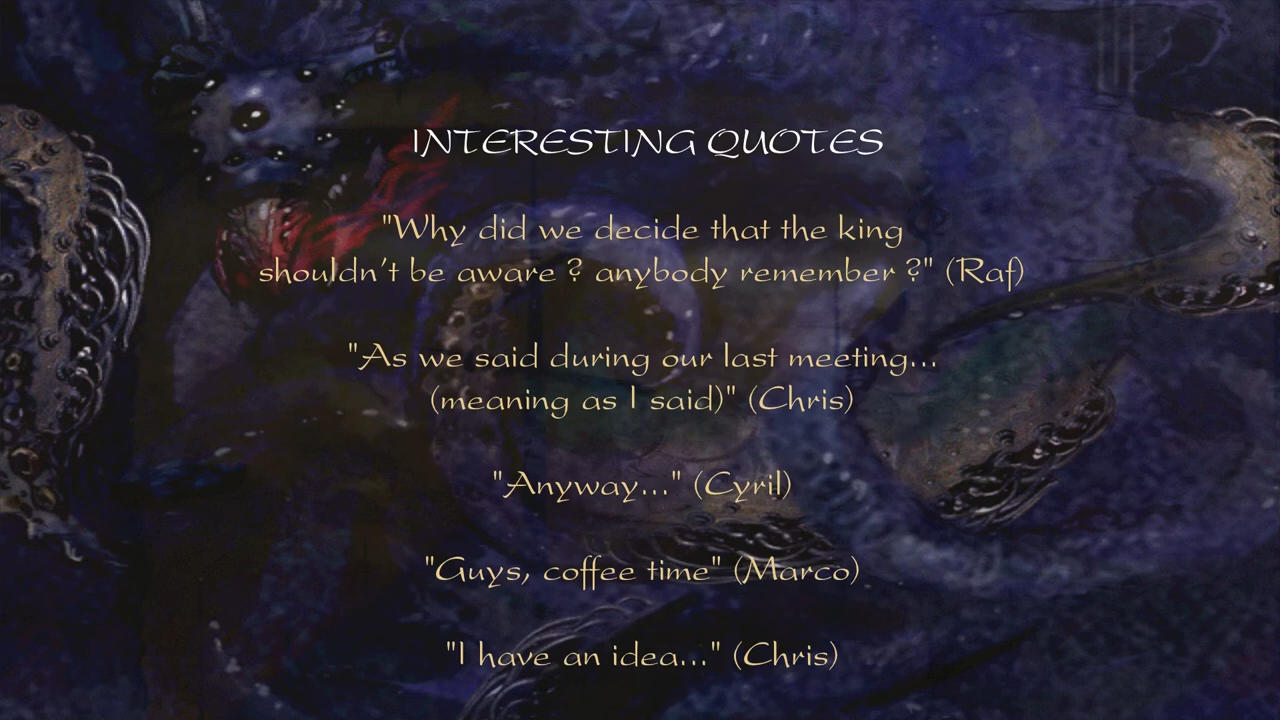 INTERESTING QUOTES
"Why did we decide that the king
shouldn't be aware ? anybody remember ?" (Raf)
"As we said during our last meeting...
(meaning as I said)" (Chris)
"Anyway..." (Cyril)
"Guys, coffee time" (Marco)
"I have an idea..." (Chris)